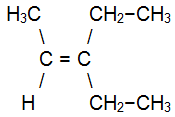 H₃C CH₂–CH₃
\ /
C = C
/ \
H CH₂–CH₃